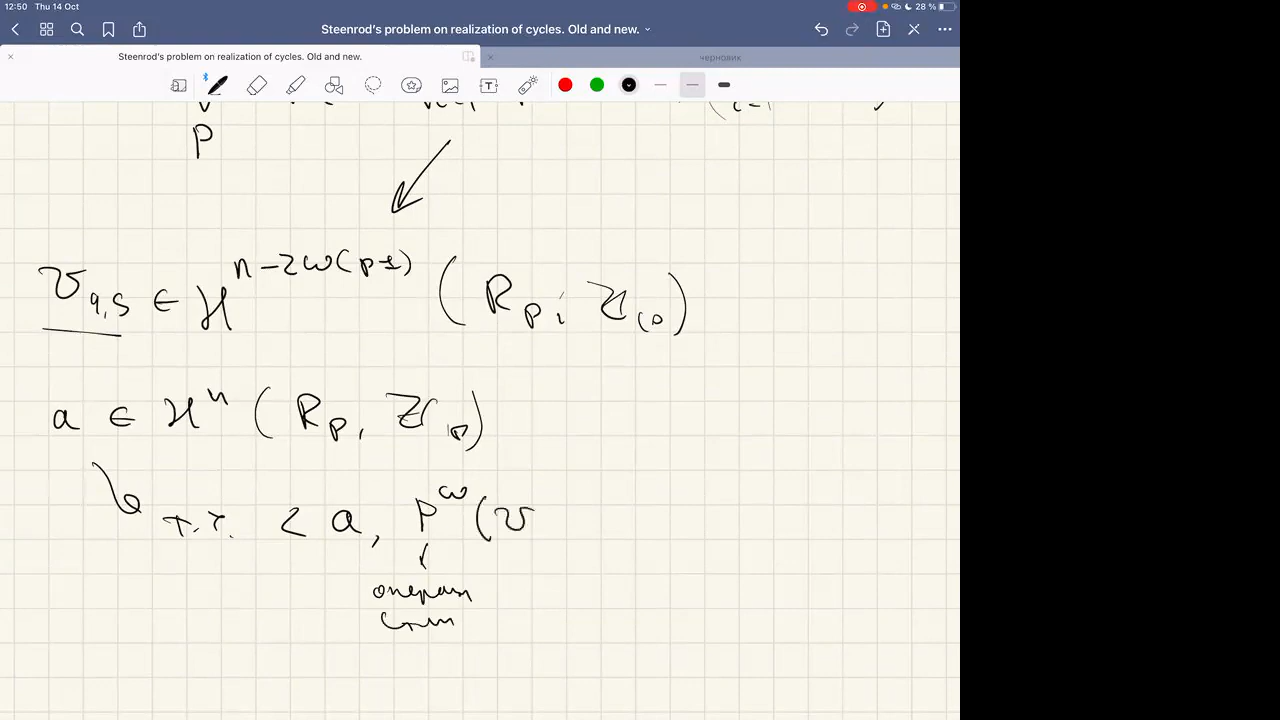 12:50 Thu 14 Oct
28 %
Steenrod's problem on realization of cycles. Old and new.
Steenrod's problem on realization of cycles. Old and new.
черновик
P
v_{q,s} ∈ H^{n-2ω(p-1)} (R_P; Z_{(p)})
a ∈ H^n (R_P, Z_{(p)})
т.т. < a, P^ω (v